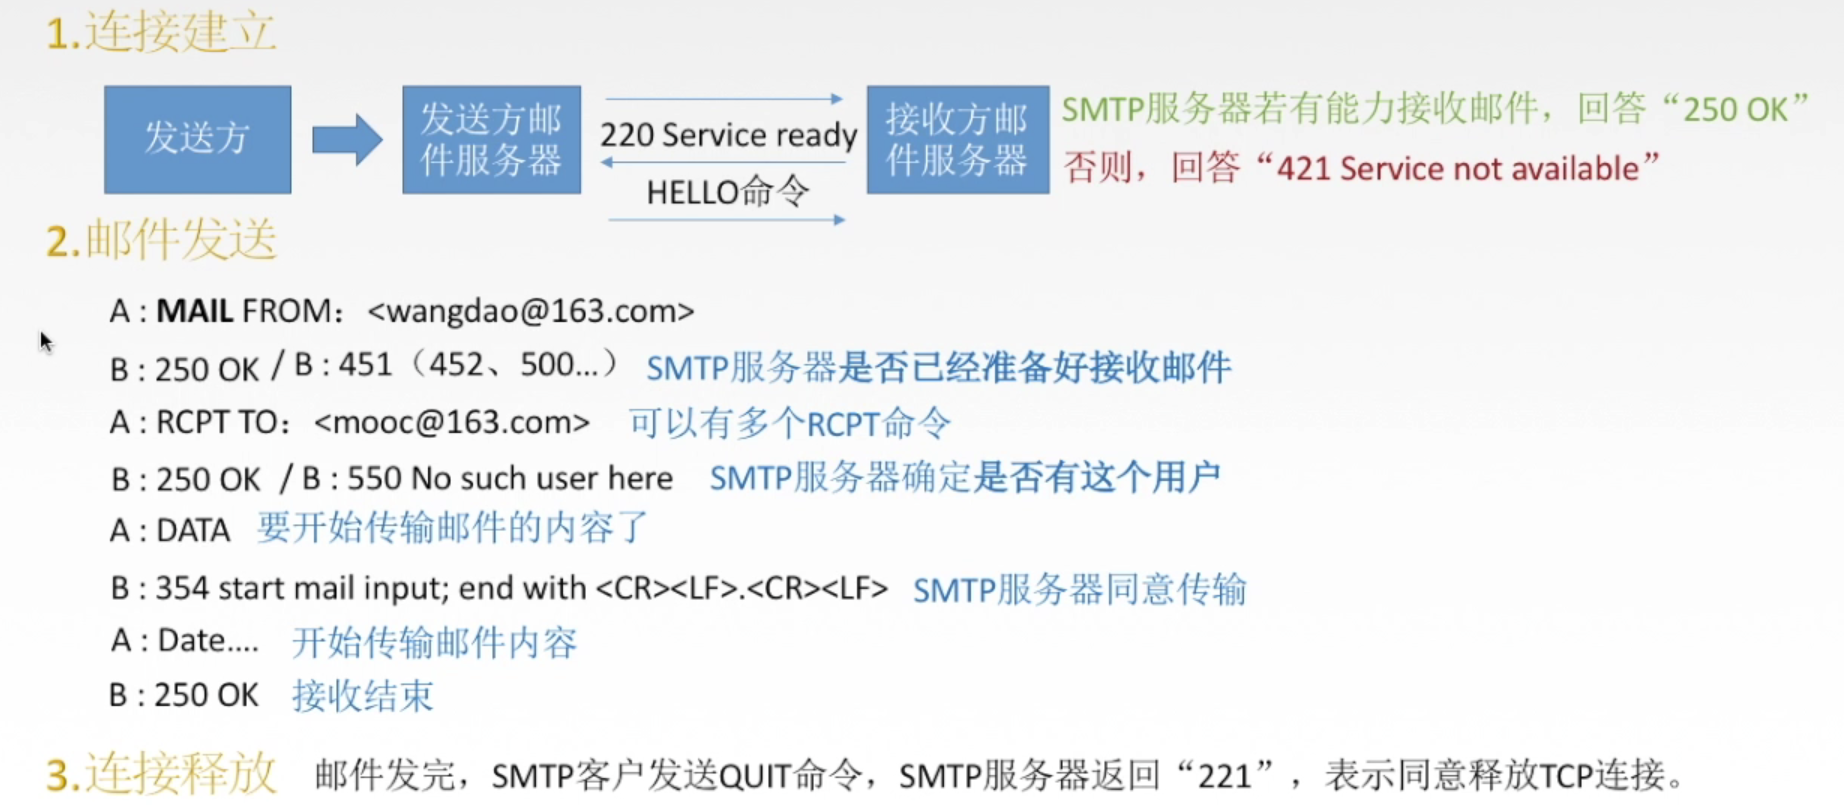 1.连接建立
发送方
发送方邮
件服务器
220 Service ready
HELLO命令
接收方邮
件服务器
SMTP服务器若有能力接收邮件，回答“250 OK”
否则，回答“421 Service not available”
2.邮件发送
A : MAIL FROM：<wangdao@163.com>
B : 250 OK / B : 451（452、500...） SMTP服务器是否已经准备好接收邮件
A : RCPT TO：<mooc@163.com> 可以有多个RCPT命令
B : 250 OK / B : 550 No such user here SMTP服务器确定是否有这个用户
A : DATA 要开始传输邮件的内容了
B : 354 start mail input; end with <CR><LF>.<CR><LF> SMTP服务器同意传输
A : Date.... 开始传输邮件内容
B : 250 OK 接收结束
3.连接释放 邮件发完，SMTP客户发送QUIT命令，SMTP服务器返回“221”，表示同意释放TCP连接。